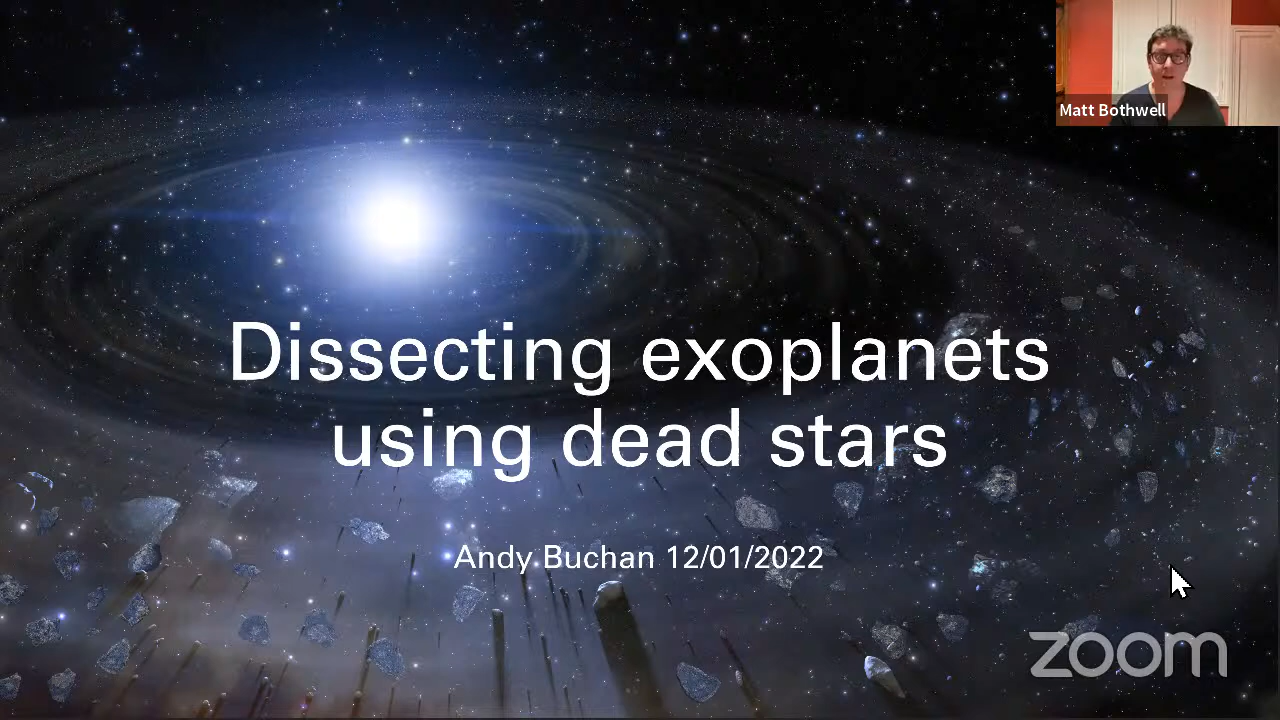 Matt Bothwell
Dissecting exoplanets
using dead stars
Andy Buchan 12/01/2022
zoom